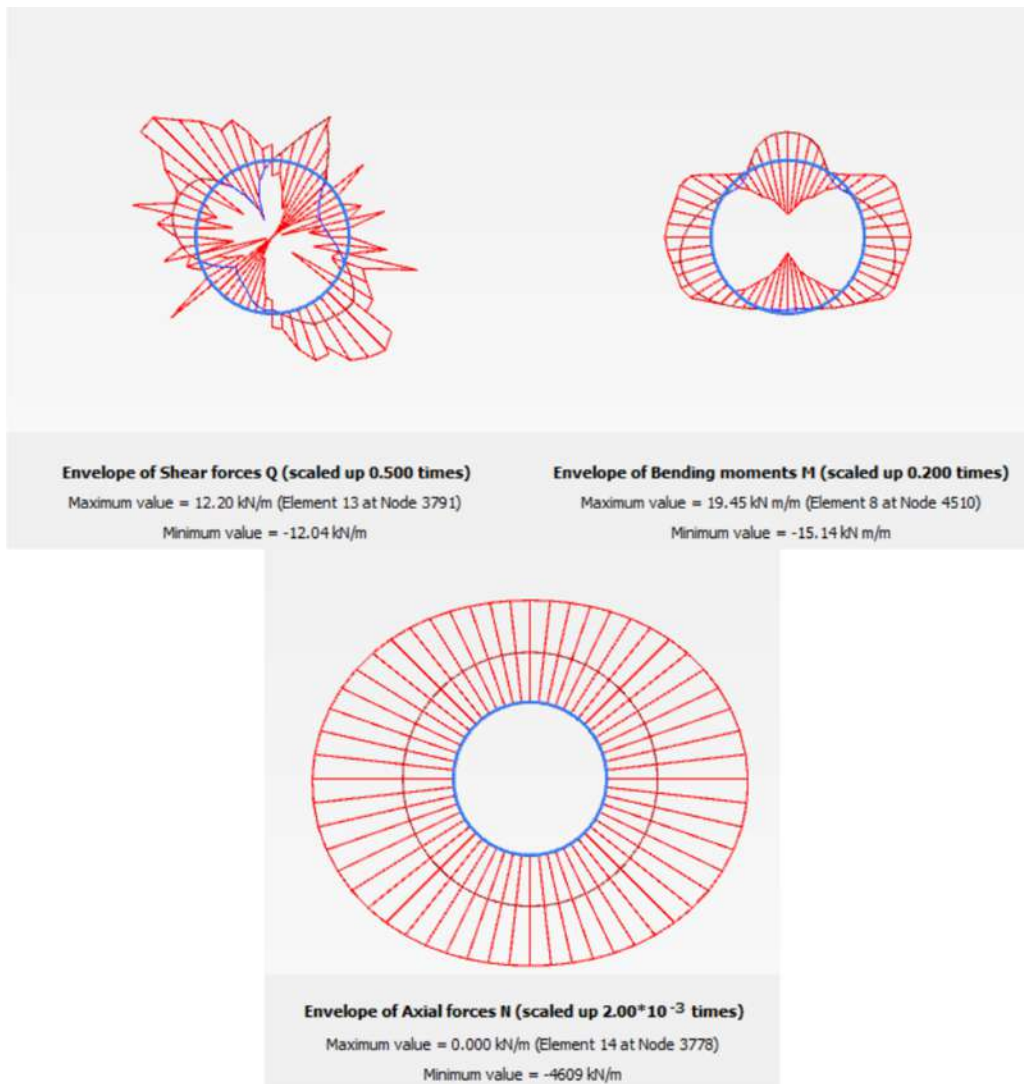 Envelope of Shear forces Q (scaled up 0.500 times)
Maximum value = 12.20 kN/m (Element 13 at Node 3791)
Minimum value = -12.04 kN/m
Envelope of Bending moments M (scaled up 0.200 times)
Maximum value = 19.45 kN m/m (Element 8 at Node 4510)
Minimum value = -15.14 kN m/m
Envelope of Axial forces N (scaled up 2.00*10⁻³ times)
Maximum value = 0.000 kN/m (Element 14 at Node 3778)
Minimum value = -4609 kN/m